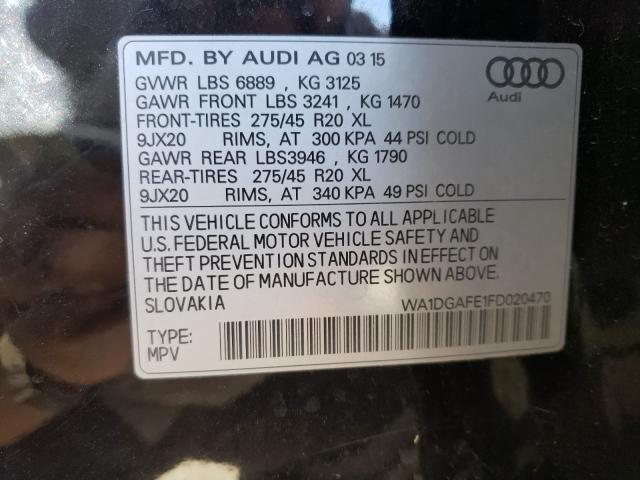 MFD. BY AUDI AG 03 15
GVWR LBS 6889 , KG 3125
GAWR FRONT LBS 3241 , KG 1470
FRONT-TIRES 275/45 R20 XL
9JX20 RIMS, AT 300 KPA 44 PSI COLD
GAWR REAR LBS3946 , KG 1790
REAR-TIRES 275/45 R20 XL
9JX20 RIMS, AT 340 KPA 49 PSI COLD
Audi
THIS VEHICLE CONFORMS TO ALL APPLICABLE
U.S. FEDERAL MOTOR VEHICLE SAFETY AND
THEFT PREVENTION STANDARDS IN EFFECT ON
THE DATE OF MANUFACTURE SHOWN ABOVE.
SLOVAKIA WA1DGAFE1FD020470
TYPE:
MPV